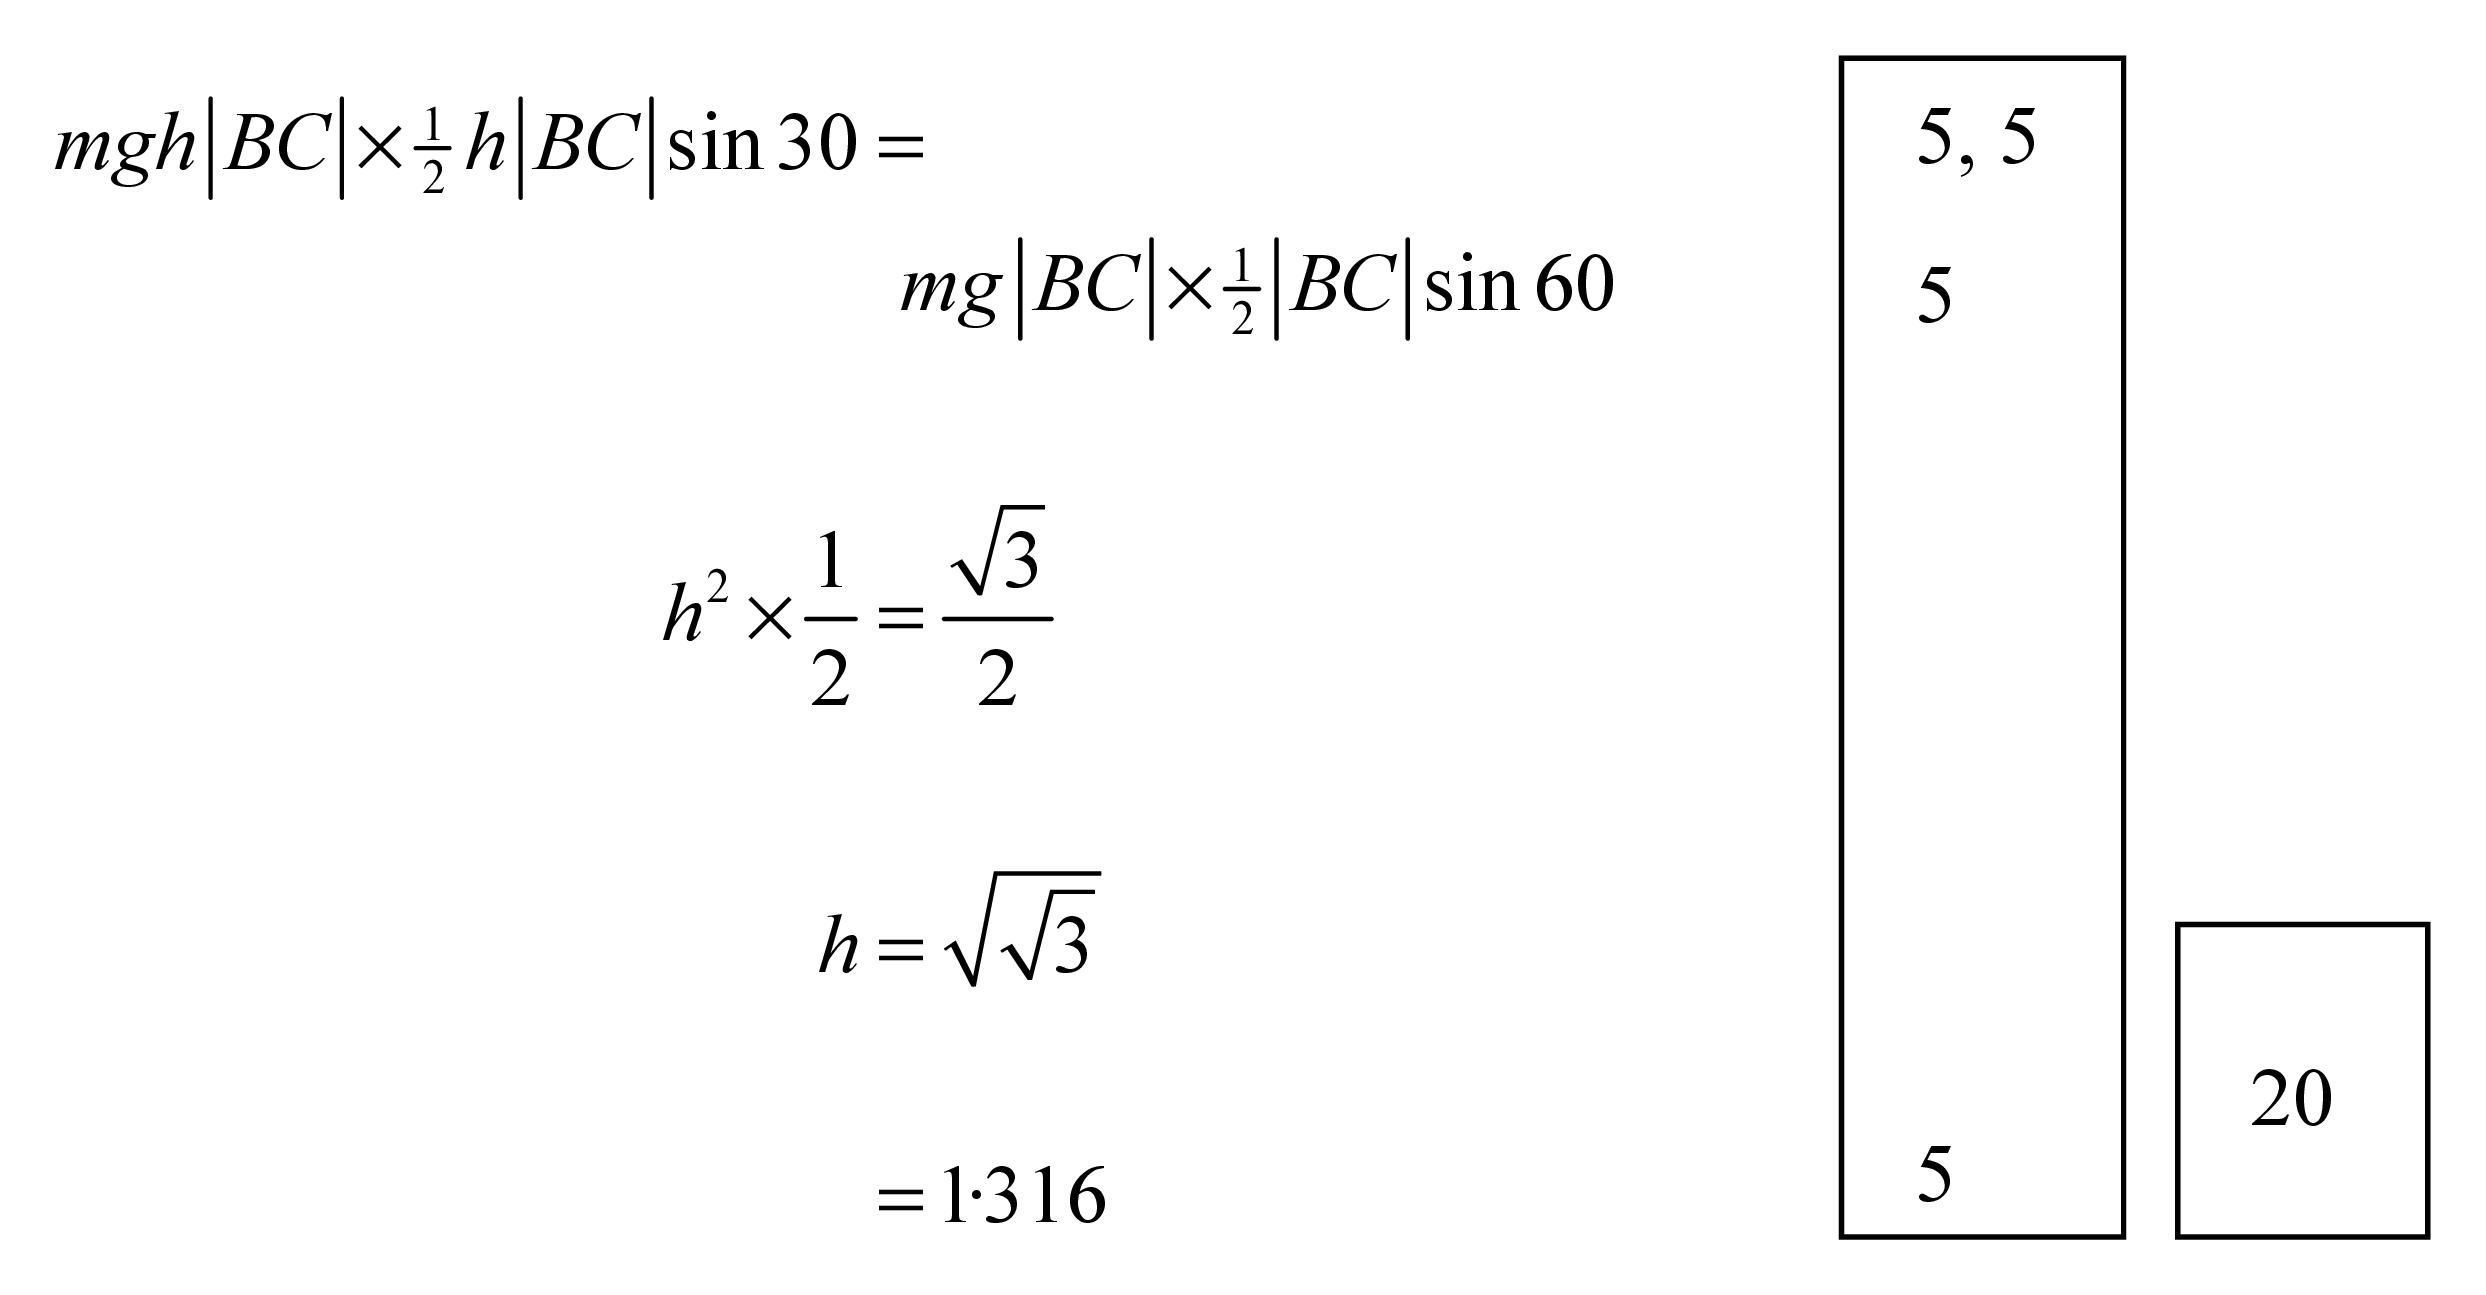 mgh|BC| × ½ h|BC| sin 30 = 5, 5
mg|BC| × ½ |BC| sin 60 5
h² × 1/2 = √3/2
h = √√3
20
= 1·316 5